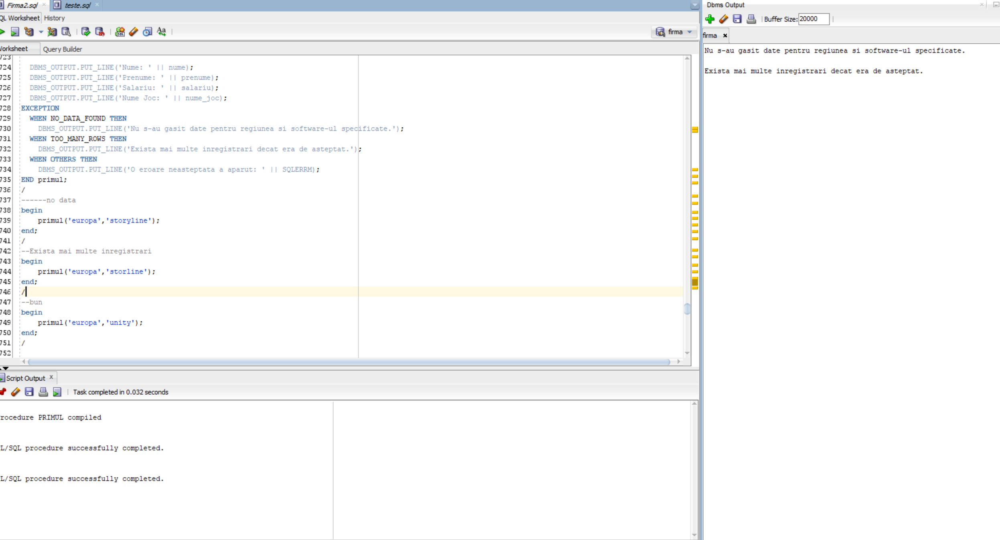 Firma2.sql
teste.sql
QL Worksheet History
firma
orksheet Query Builder
723
724 DBMS_OUTPUT.PUT_LINE('Nume: ' || nume);
725 DBMS_OUTPUT.PUT_LINE('Prenume: ' || prenume);
726 DBMS_OUTPUT.PUT_LINE('Salariu: ' || salariu);
727 DBMS_OUTPUT.PUT_LINE('Nume Joc: ' || nume_joc);
728 EXCEPTION
729 WHEN NO_DATA_FOUND THEN
730 DBMS_OUTPUT.PUT_LINE('Nu s-au gasit date pentru regiunea si software-ul specificate.');
731 WHEN TOO_MANY_ROWS THEN
732 DBMS_OUTPUT.PUT_LINE('Exista mai multe inregistrari decat era de asteptat.');
733 WHEN OTHERS THEN
734 DBMS_OUTPUT.PUT_LINE('O eroare neasteptata a aparut: ' || SQLERRM);
735 END primul;
736 /
737 ------no data
738 begin
739 primul('europa','storyline');
740 end;
741 /
742 --Exista mai multe inregistrari
743 begin
744 primul('europa','storline');
745 end;
746 /
747 --bun
748 begin
749 primul('europa','unity');
750 end;
751 /
752
Script Output
Task completed in 0.032 seconds
rocedure PRIMUL compiled
L/SQL procedure successfully completed.
L/SQL procedure successfully completed.
Dbms Output
Buffer Size: 20000
firma
Nu s-au gasit date pentru regiunea si software-ul specificate.
Exista mai multe inregistrari decat era de asteptat.